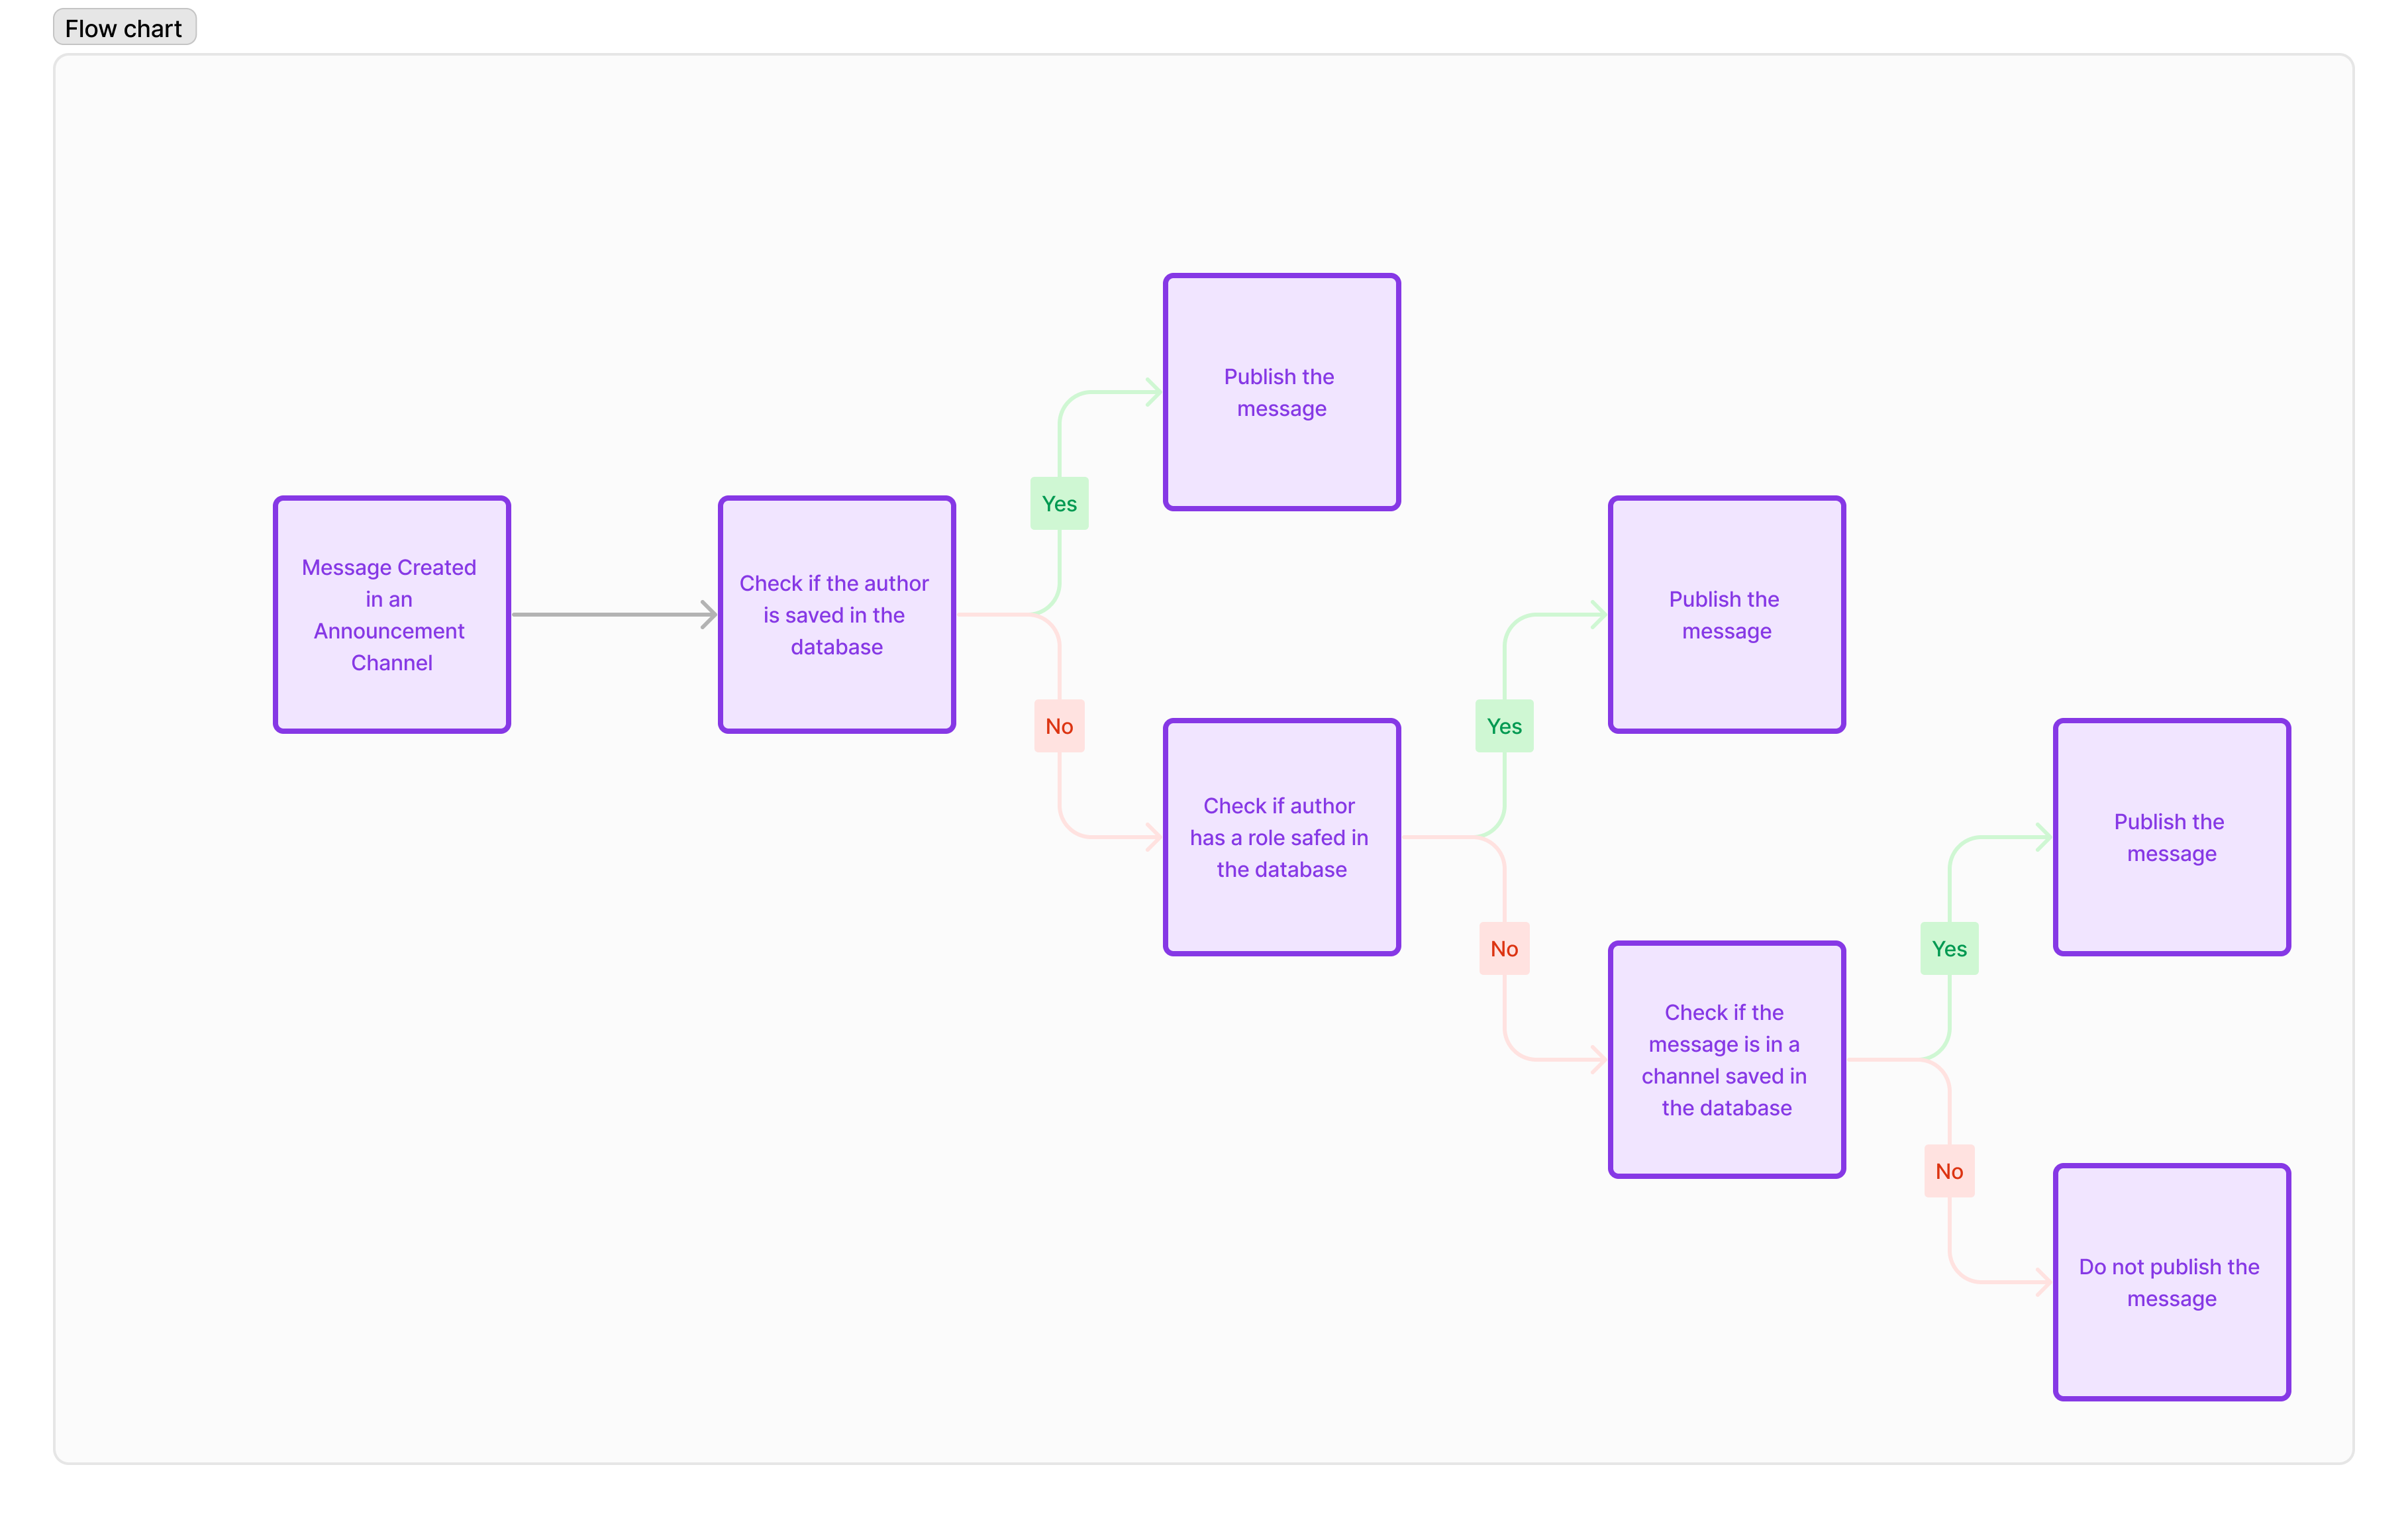 Flow chart
Message Created
in an
Announcement
Channel
Check if the author
is saved in the
database
Yes
Publish the
message
No
Check if author
has a role safed in
the database
Yes
Publish the
message
No
Check if the
message is in a
channel saved in
the database
Yes
Publish the
message
No
Do not publish the
message